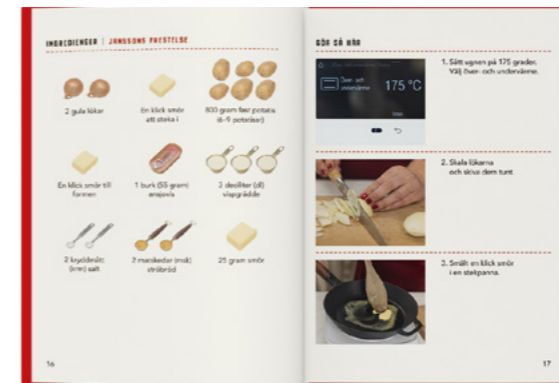 INGREDIENSER | JANSSONS FRESTELSE
2 gula lökar
En klick smör
att steka i
800 gram fast potatis
(6–9 potatisar)
En klick smör till
formen
1 burk (55 gram)
ansjovis
3 deciliter (dl)
vispgrädde
2 kryddmått
(krm) salt
2 matskedar (msk)
ströbröd
25 gram smör
16
GÖR SÅ HÄR
Över- och
undervärme
175 °C
1. Sätt ugnen på 175 grader.
Välj över- och undervärme.
2. Skala lökarna
och skiva dem tunt.
3. Smält en klick smör
i en stekpanna.
17